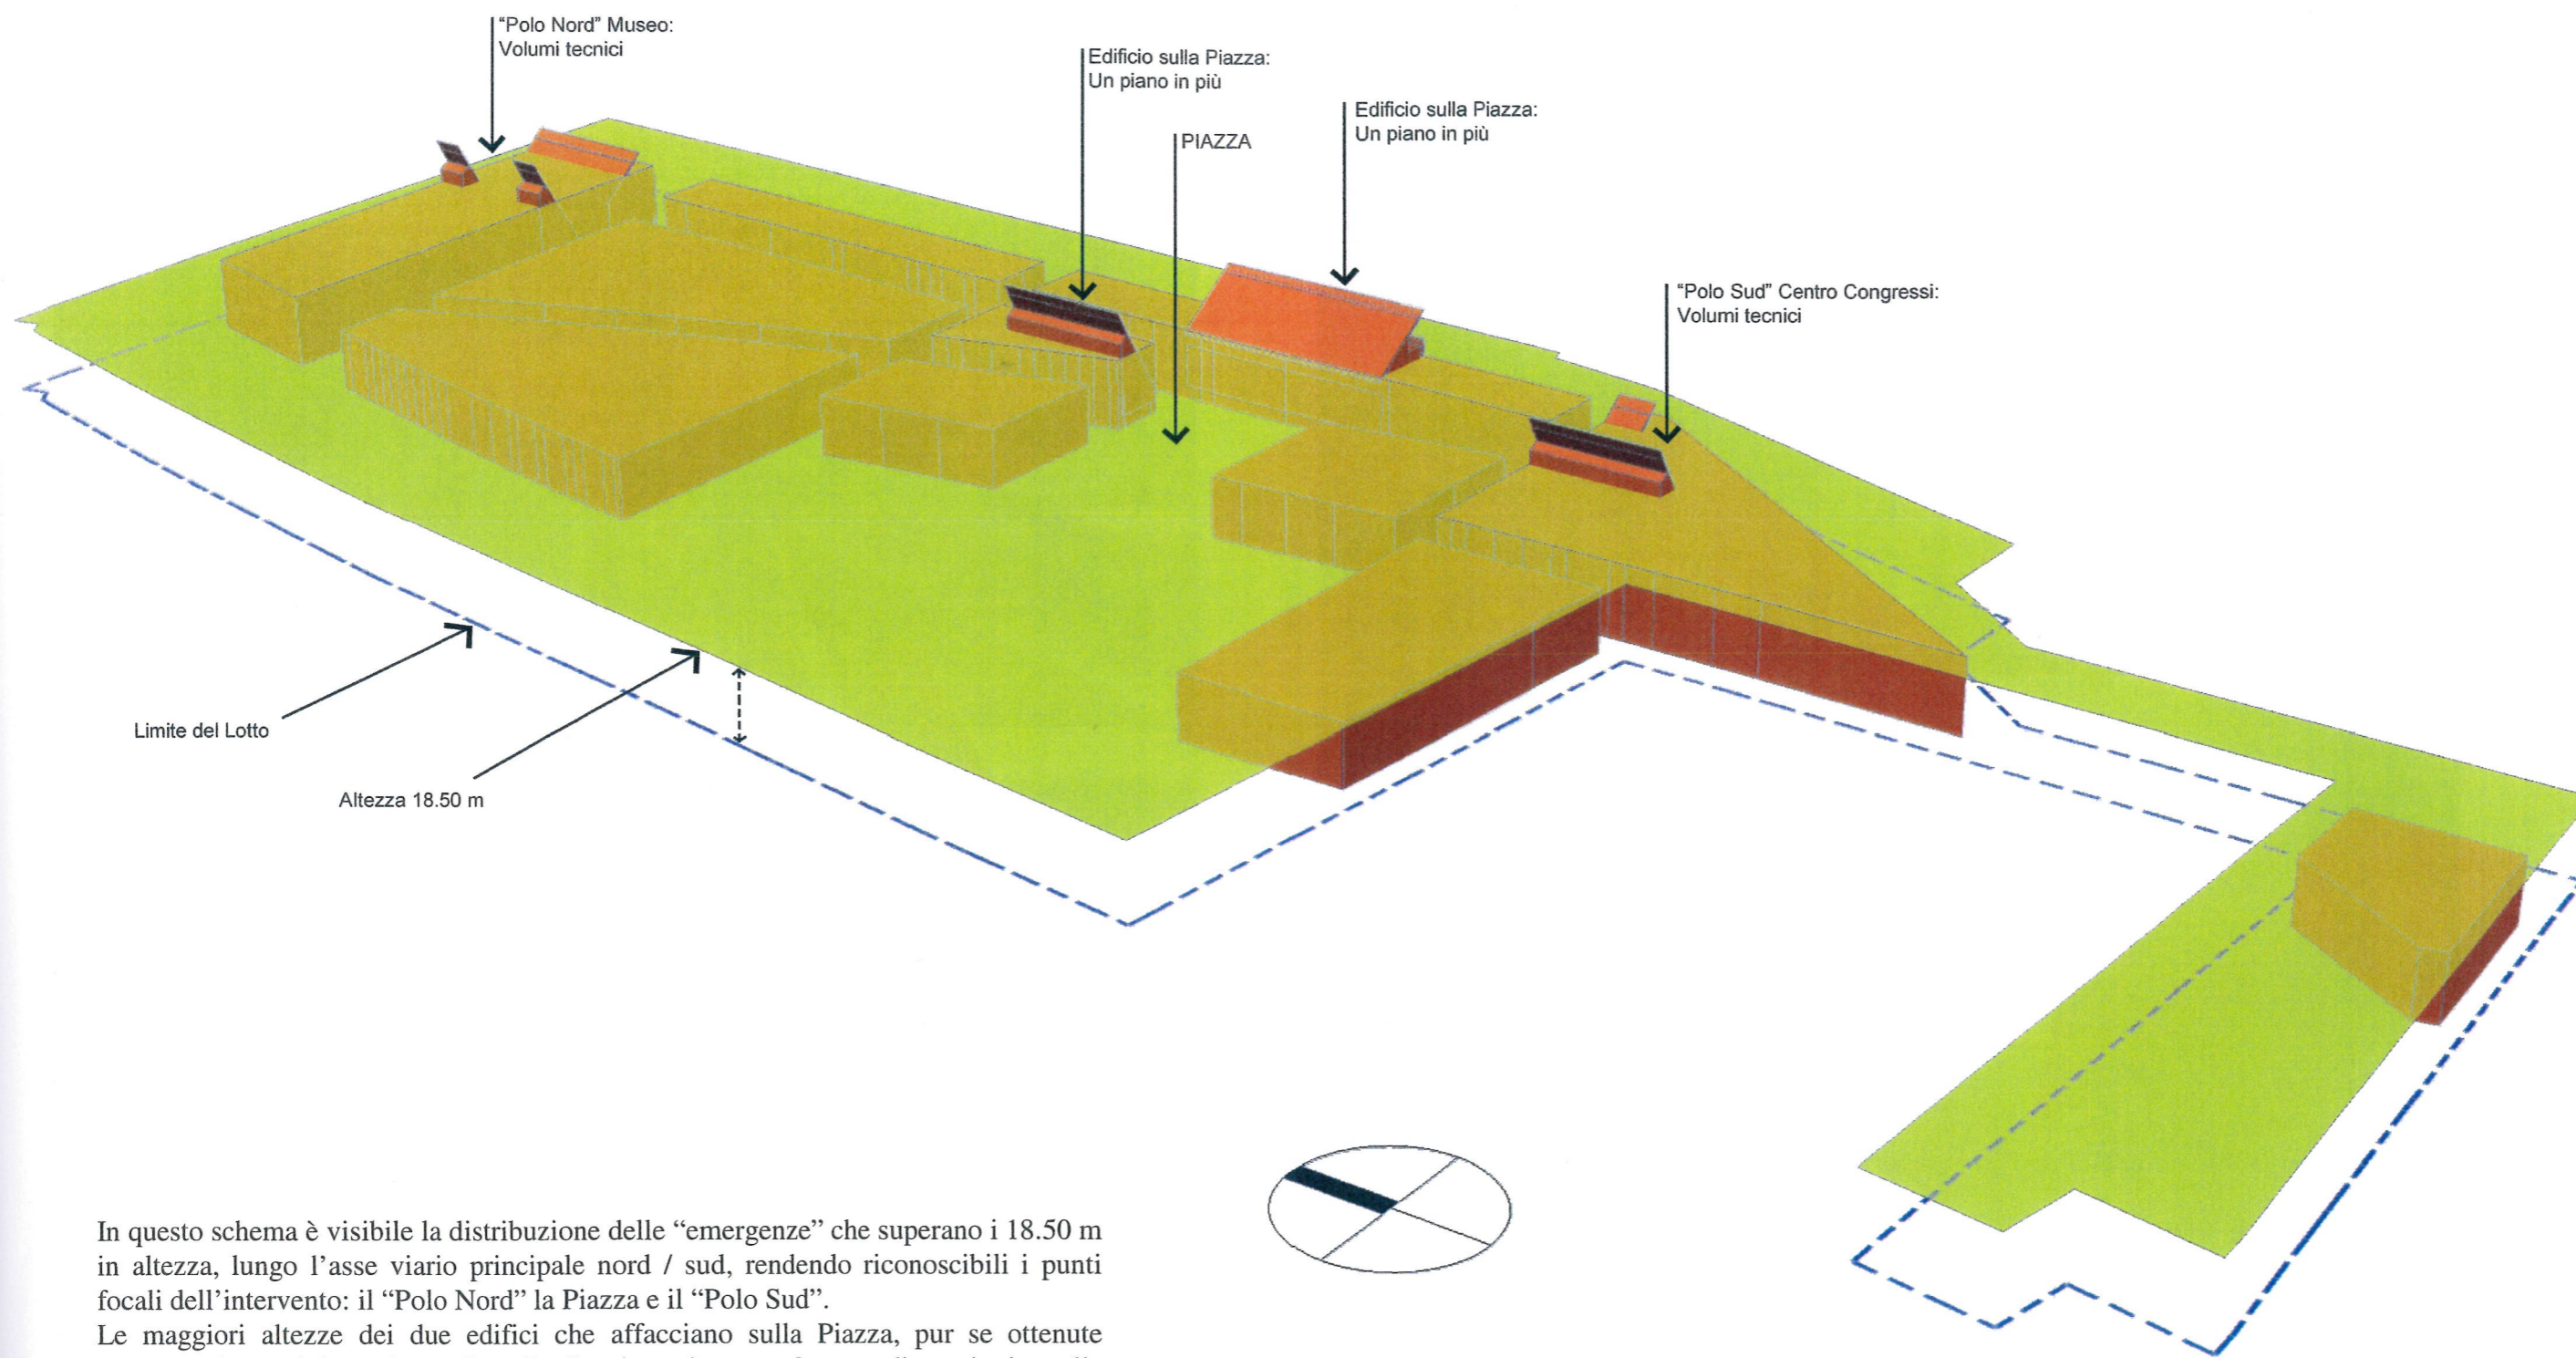 “Polo Nord” Museo:
Volumi tecnici
Edificio sulla Piazza:
Un piano in più
PIAZZA
Edificio sulla Piazza:
Un piano in più
“Polo Sud” Centro Congressi:
Volumi tecnici
Limite del Lotto
Altezza 18.50 m
In questo schema è visibile la distribuzione delle “emergenze” che superano i 18.50 m
in altezza, lungo l’asse viario principale nord / sud, rendendo riconoscibili i punti
focali dell’intervento: il “Polo Nord” la Piazza e il “Polo Sud”.
Le maggiori altezze dei due edifici che affacciano sulla Piazza, pur se ottenute